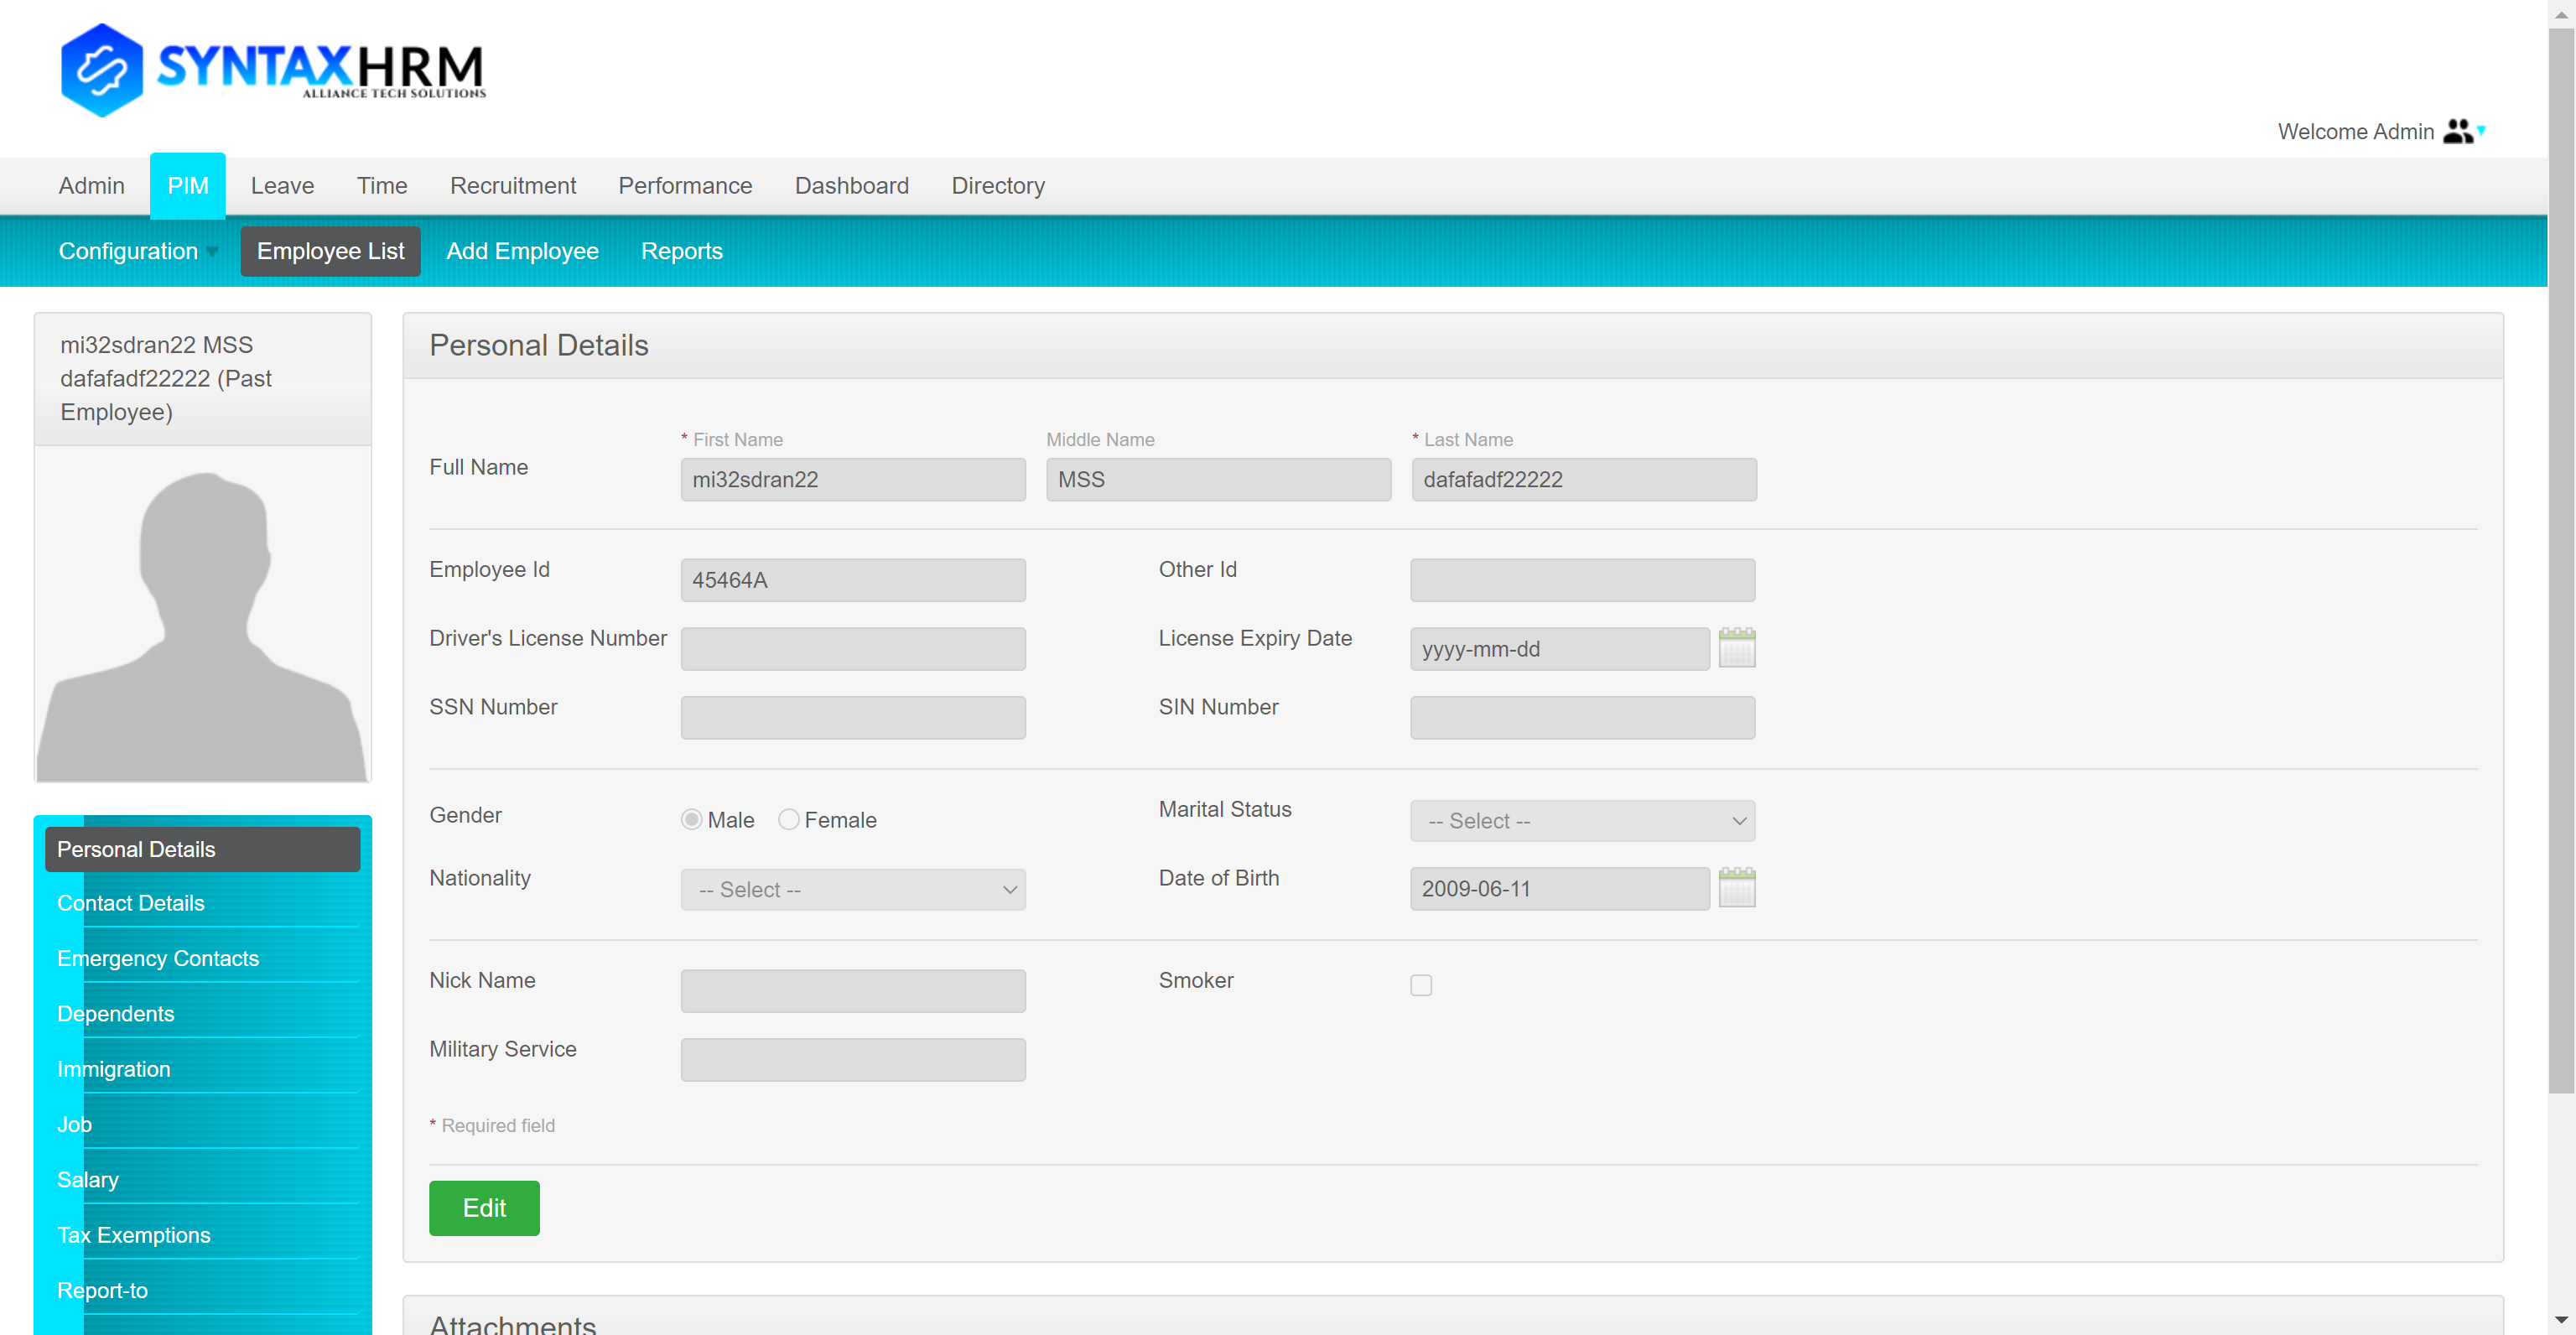 SYNTAXHRM
ALLIANCE TECH SOLUTIONS
Welcome Admin
Admin PIM Leave Time Recruitment Performance Dashboard Directory
Configuration Employee List Add Employee Reports
mi32sdran22 MSS
dafafadf22222 (Past
Employee)
Personal Details
Contact Details
Emergency Contacts
Dependents
Immigration
Job
Salary
Tax Exemptions
Report-to
Personal Details
* First Name Middle Name * Last Name
Full Name mi32sdran22 MSS dafafadf22222
Employee Id 45464A Other Id
Driver's License Number License Expiry Date yyyy-mm-dd
SSN Number SIN Number
Gender Male Female Marital Status -- Select --
Nationality -- Select -- Date of Birth 2009-06-11
Nick Name Smoker
Military Service
* Required field
Edit
Attachments